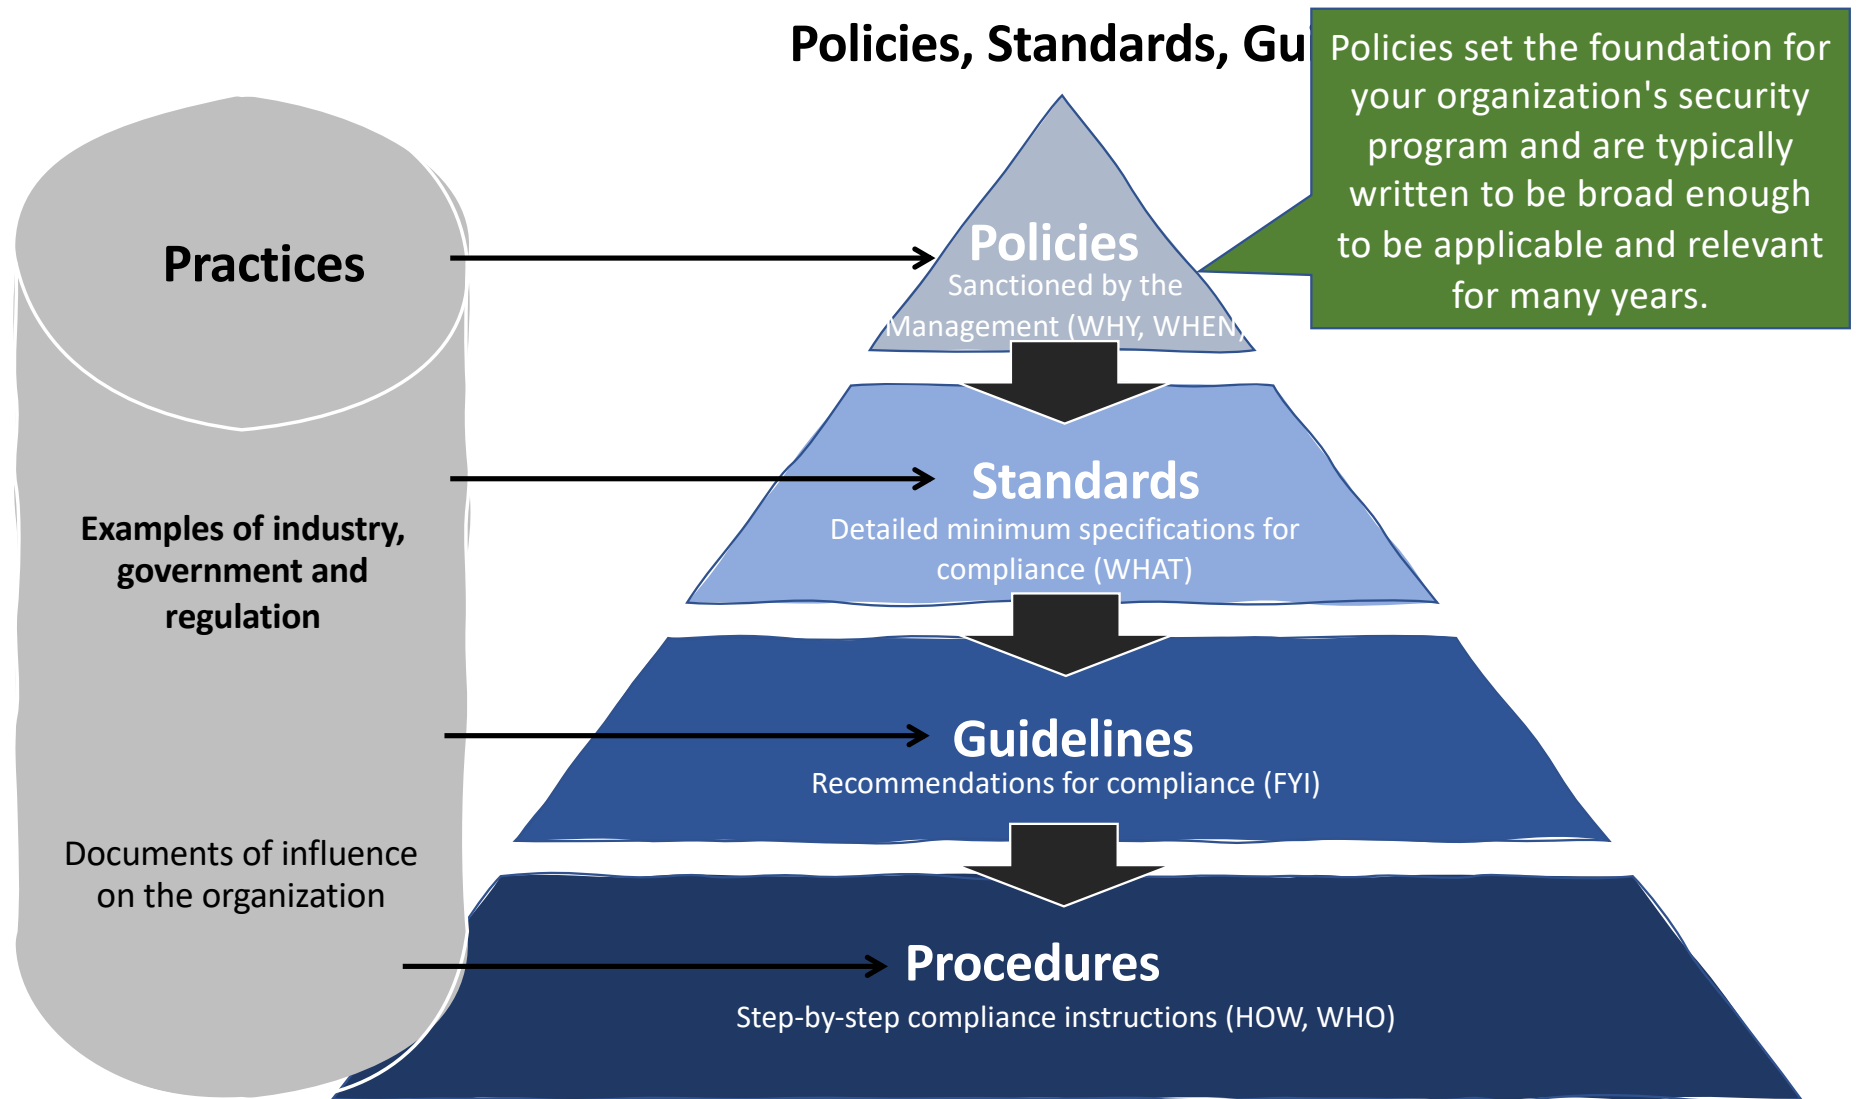 Policies, Standards, Gu
Policies set the foundation for
your organization's security
program and are typically
written to be broad enough
to be applicable and relevant
for many years.
Practices
Examples of industry,
government and
regulation
Documents of influence
on the organization
Policies
Sanctioned by the
Management (WHY, WHEN)
Standards
Detailed minimum specifications for
compliance (WHAT)
Guidelines
Recommendations for compliance (FYI)
Procedures
Step-by-step compliance instructions (HOW, WHO)